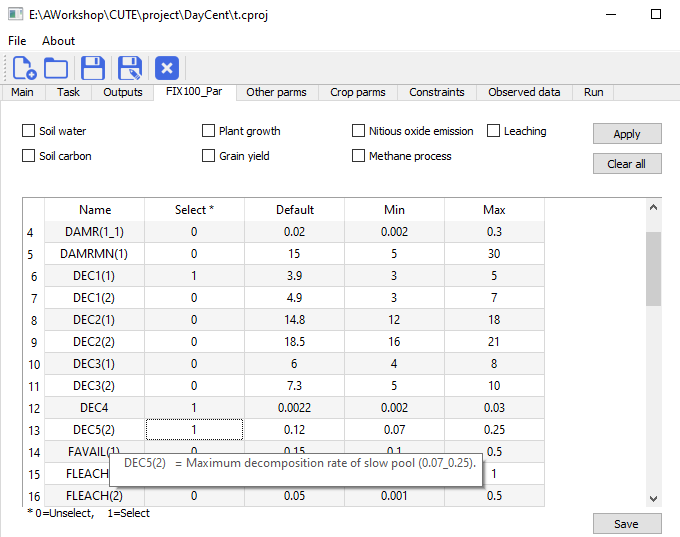 E:\AWorkshop\CUTE\project\DayCent\t.cproj
File About
Main Task Outputs FIX100_Par Other parms Crop parms Constraints Observed data Run
Soil water Plant growth Nitious oxide emission Leaching Apply
Soil carbon Grain yield Methane process Clear all
Name Select * Default Min Max
4 DAMR(1_1) 0 0.02 0.002 0.3
5 DAMRMN(1) 0 15 5 30
6 DEC1(1) 1 3.9 3 5
7 DEC1(2) 0 4.9 3 7
8 DEC2(1) 0 14.8 12 18
9 DEC2(2) 0 18.5 16 21
10 DEC3(1) 0 6 4 8
11 DEC3(2) 0 7.3 5 10
12 DEC4 1 0.0022 0.002 0.03
13 DEC5(2) 1 0.12 0.07 0.25
14 FAVAIL(1) 0 0.15 0.1 0.5
DEC5(2) = Maximum decomposition rate of slow pool (0.07_0.25).
15 FLEACH 1
16 FLEACH(2) 0 0.05 0.001 0.5
* 0=Unselect, 1=Select
Save